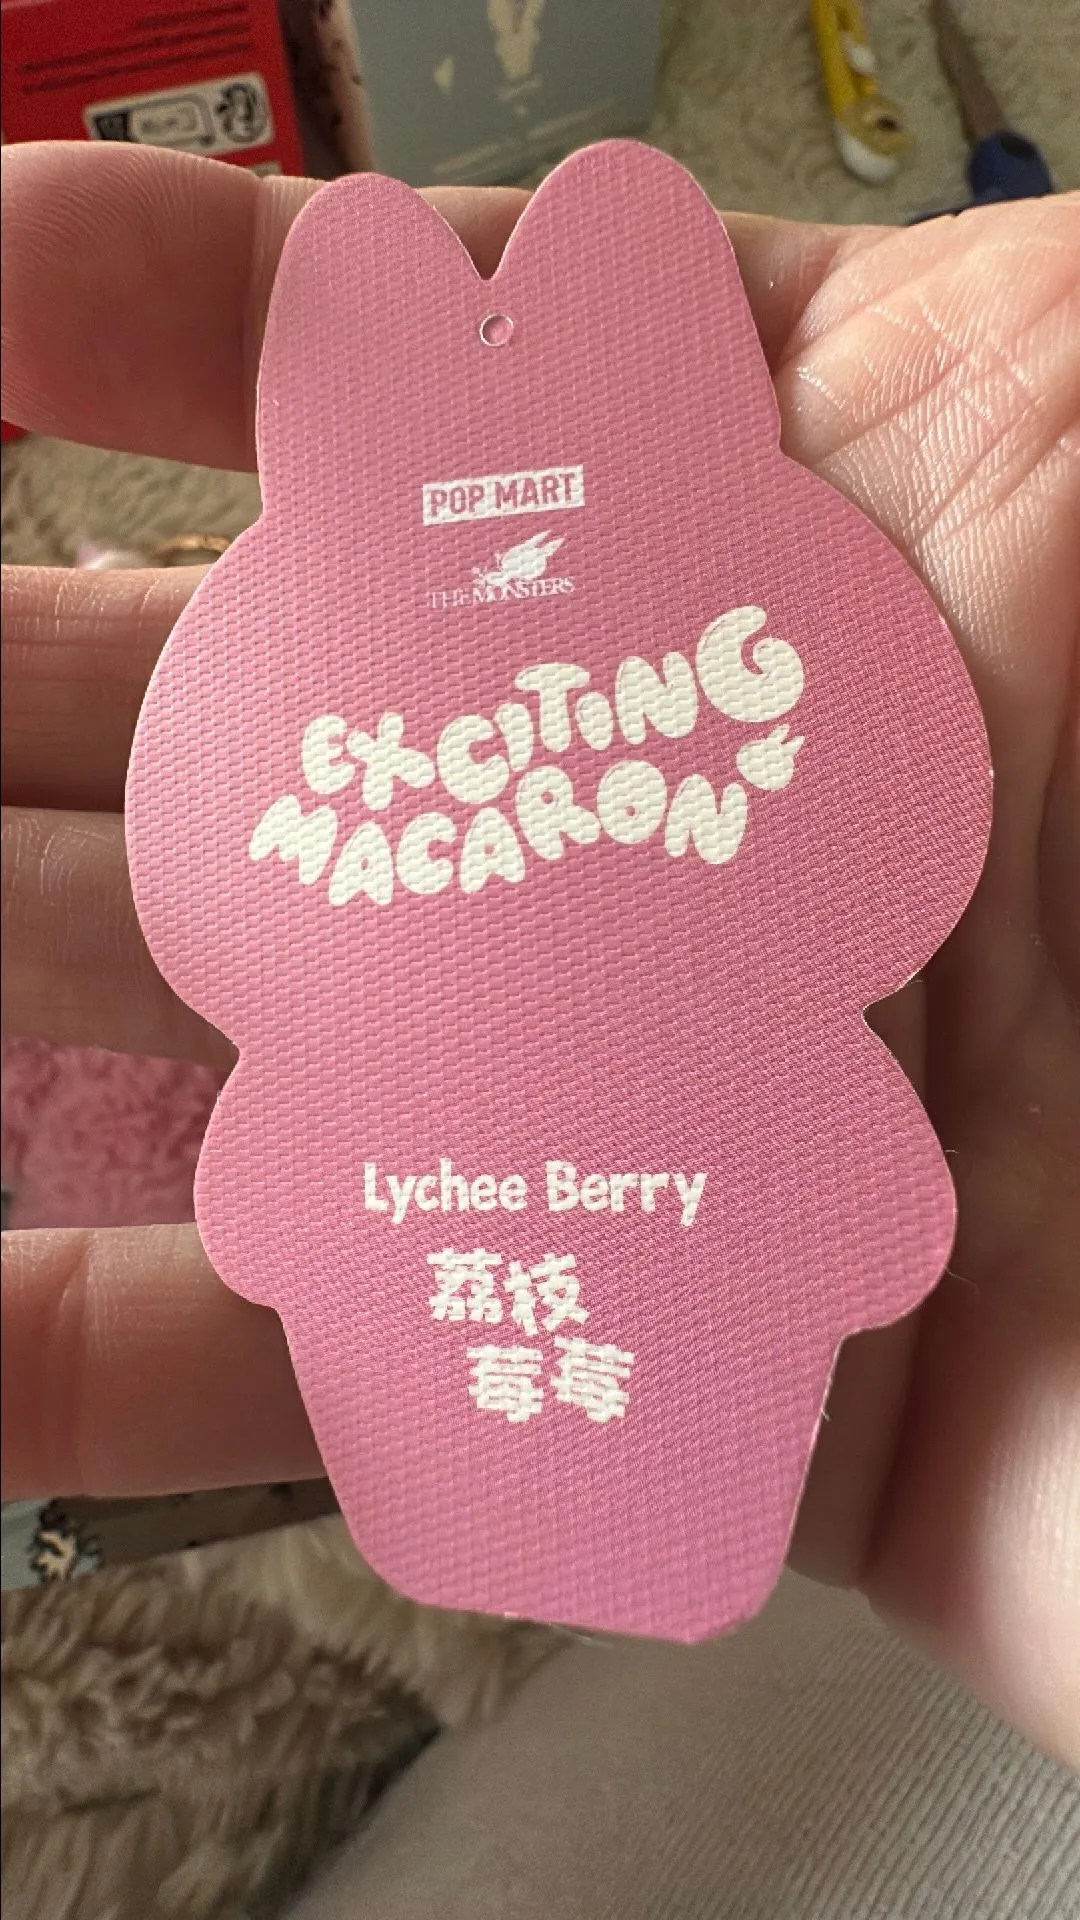 POP MART
THE MONSTERS
EXCITING
MACARON
Lychee Berry
荔枝
莓莓